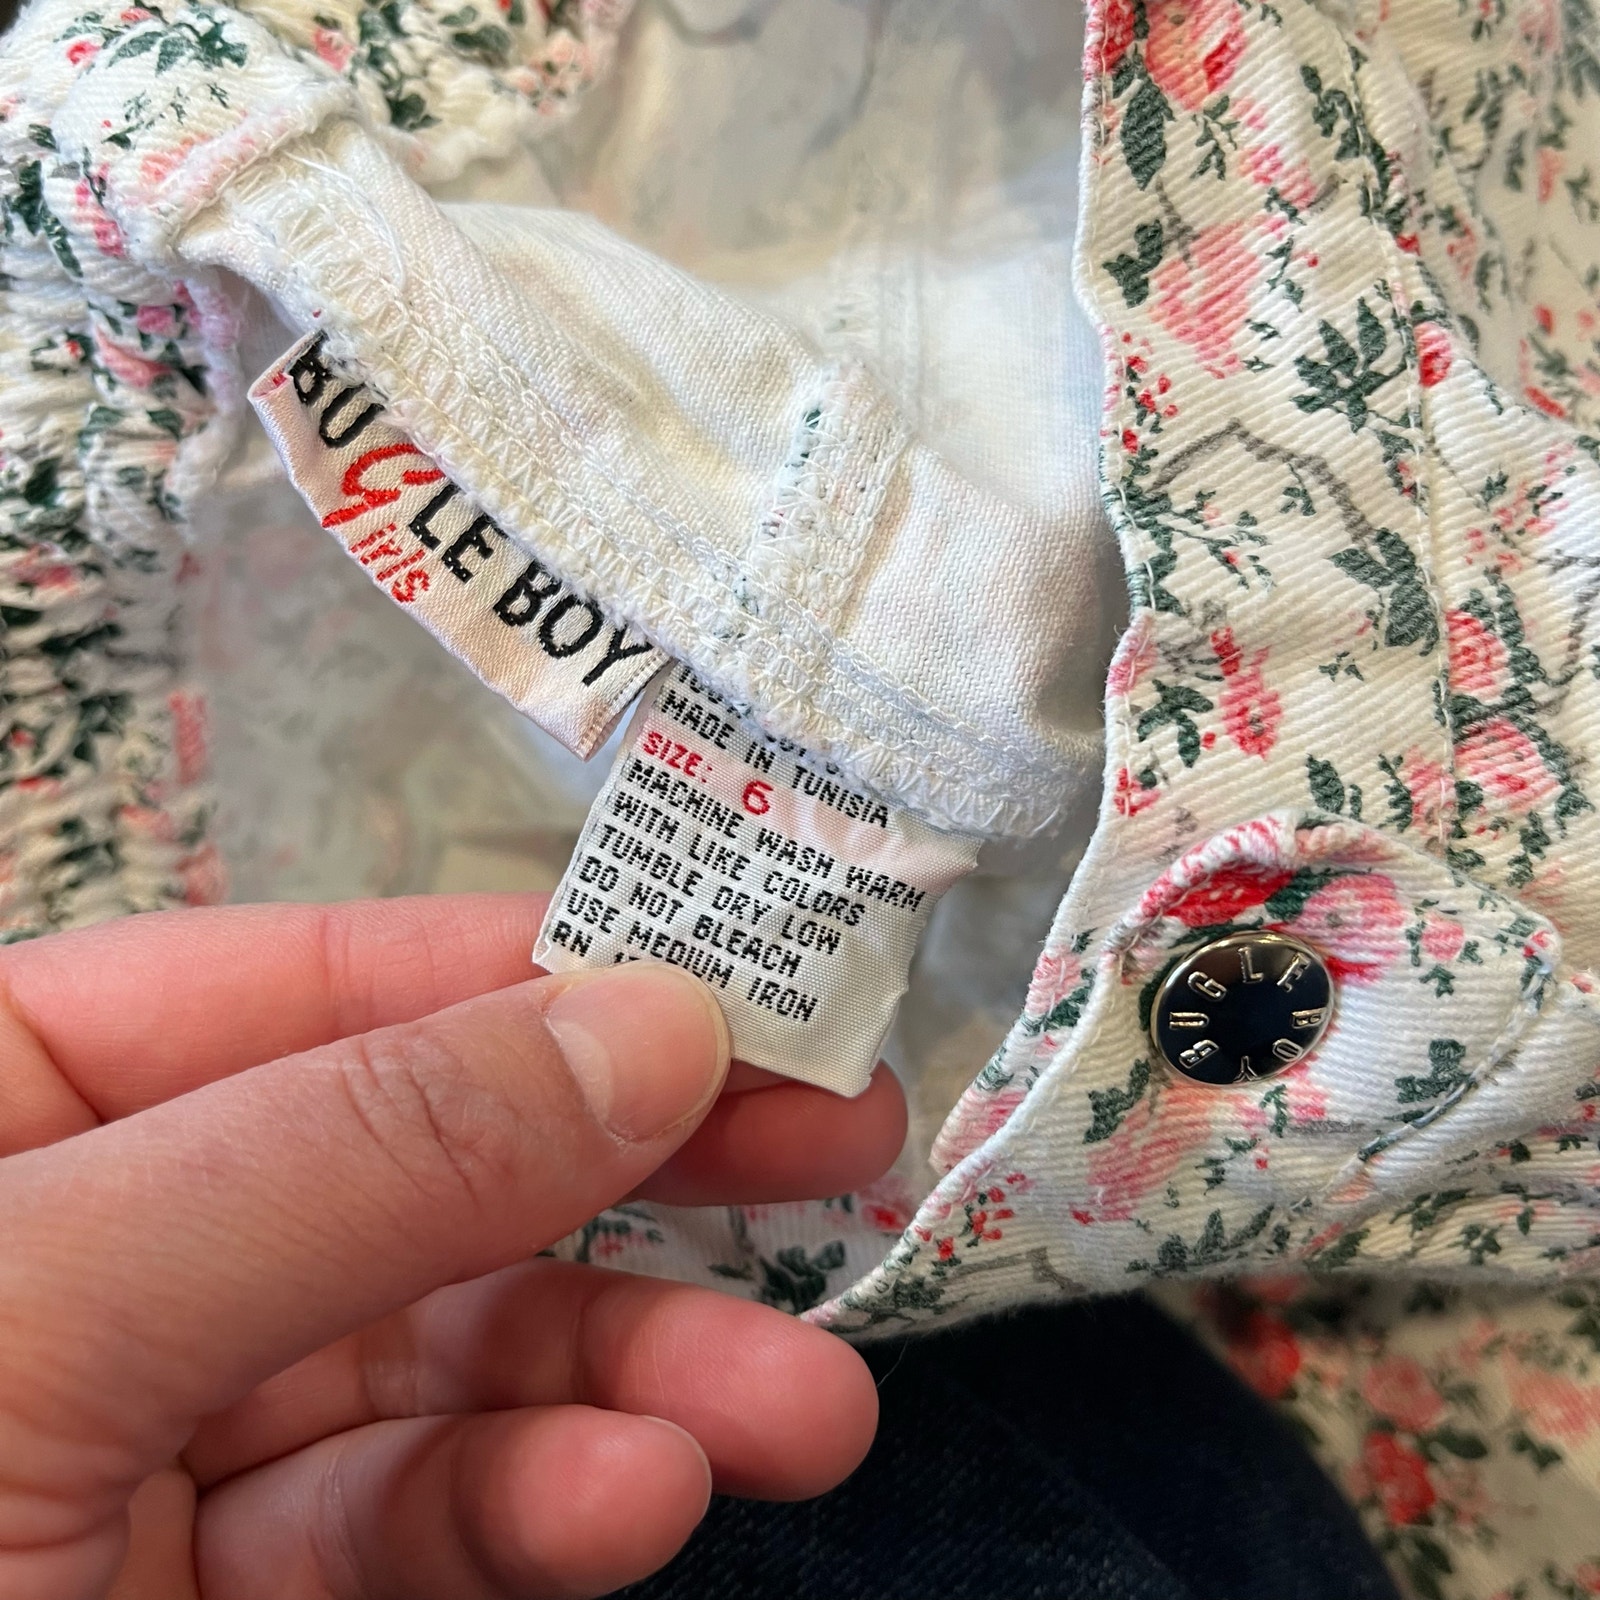 BUGLE BOY
Girls
MADE IN TUNISIA
SIZE: 6
MACHINE WASH WARM
WITH LIKE COLORS
TUMBLE DRY LOW
DO NOT BLEACH
USE MEDIUM IRON
RN
BUGLE BOY